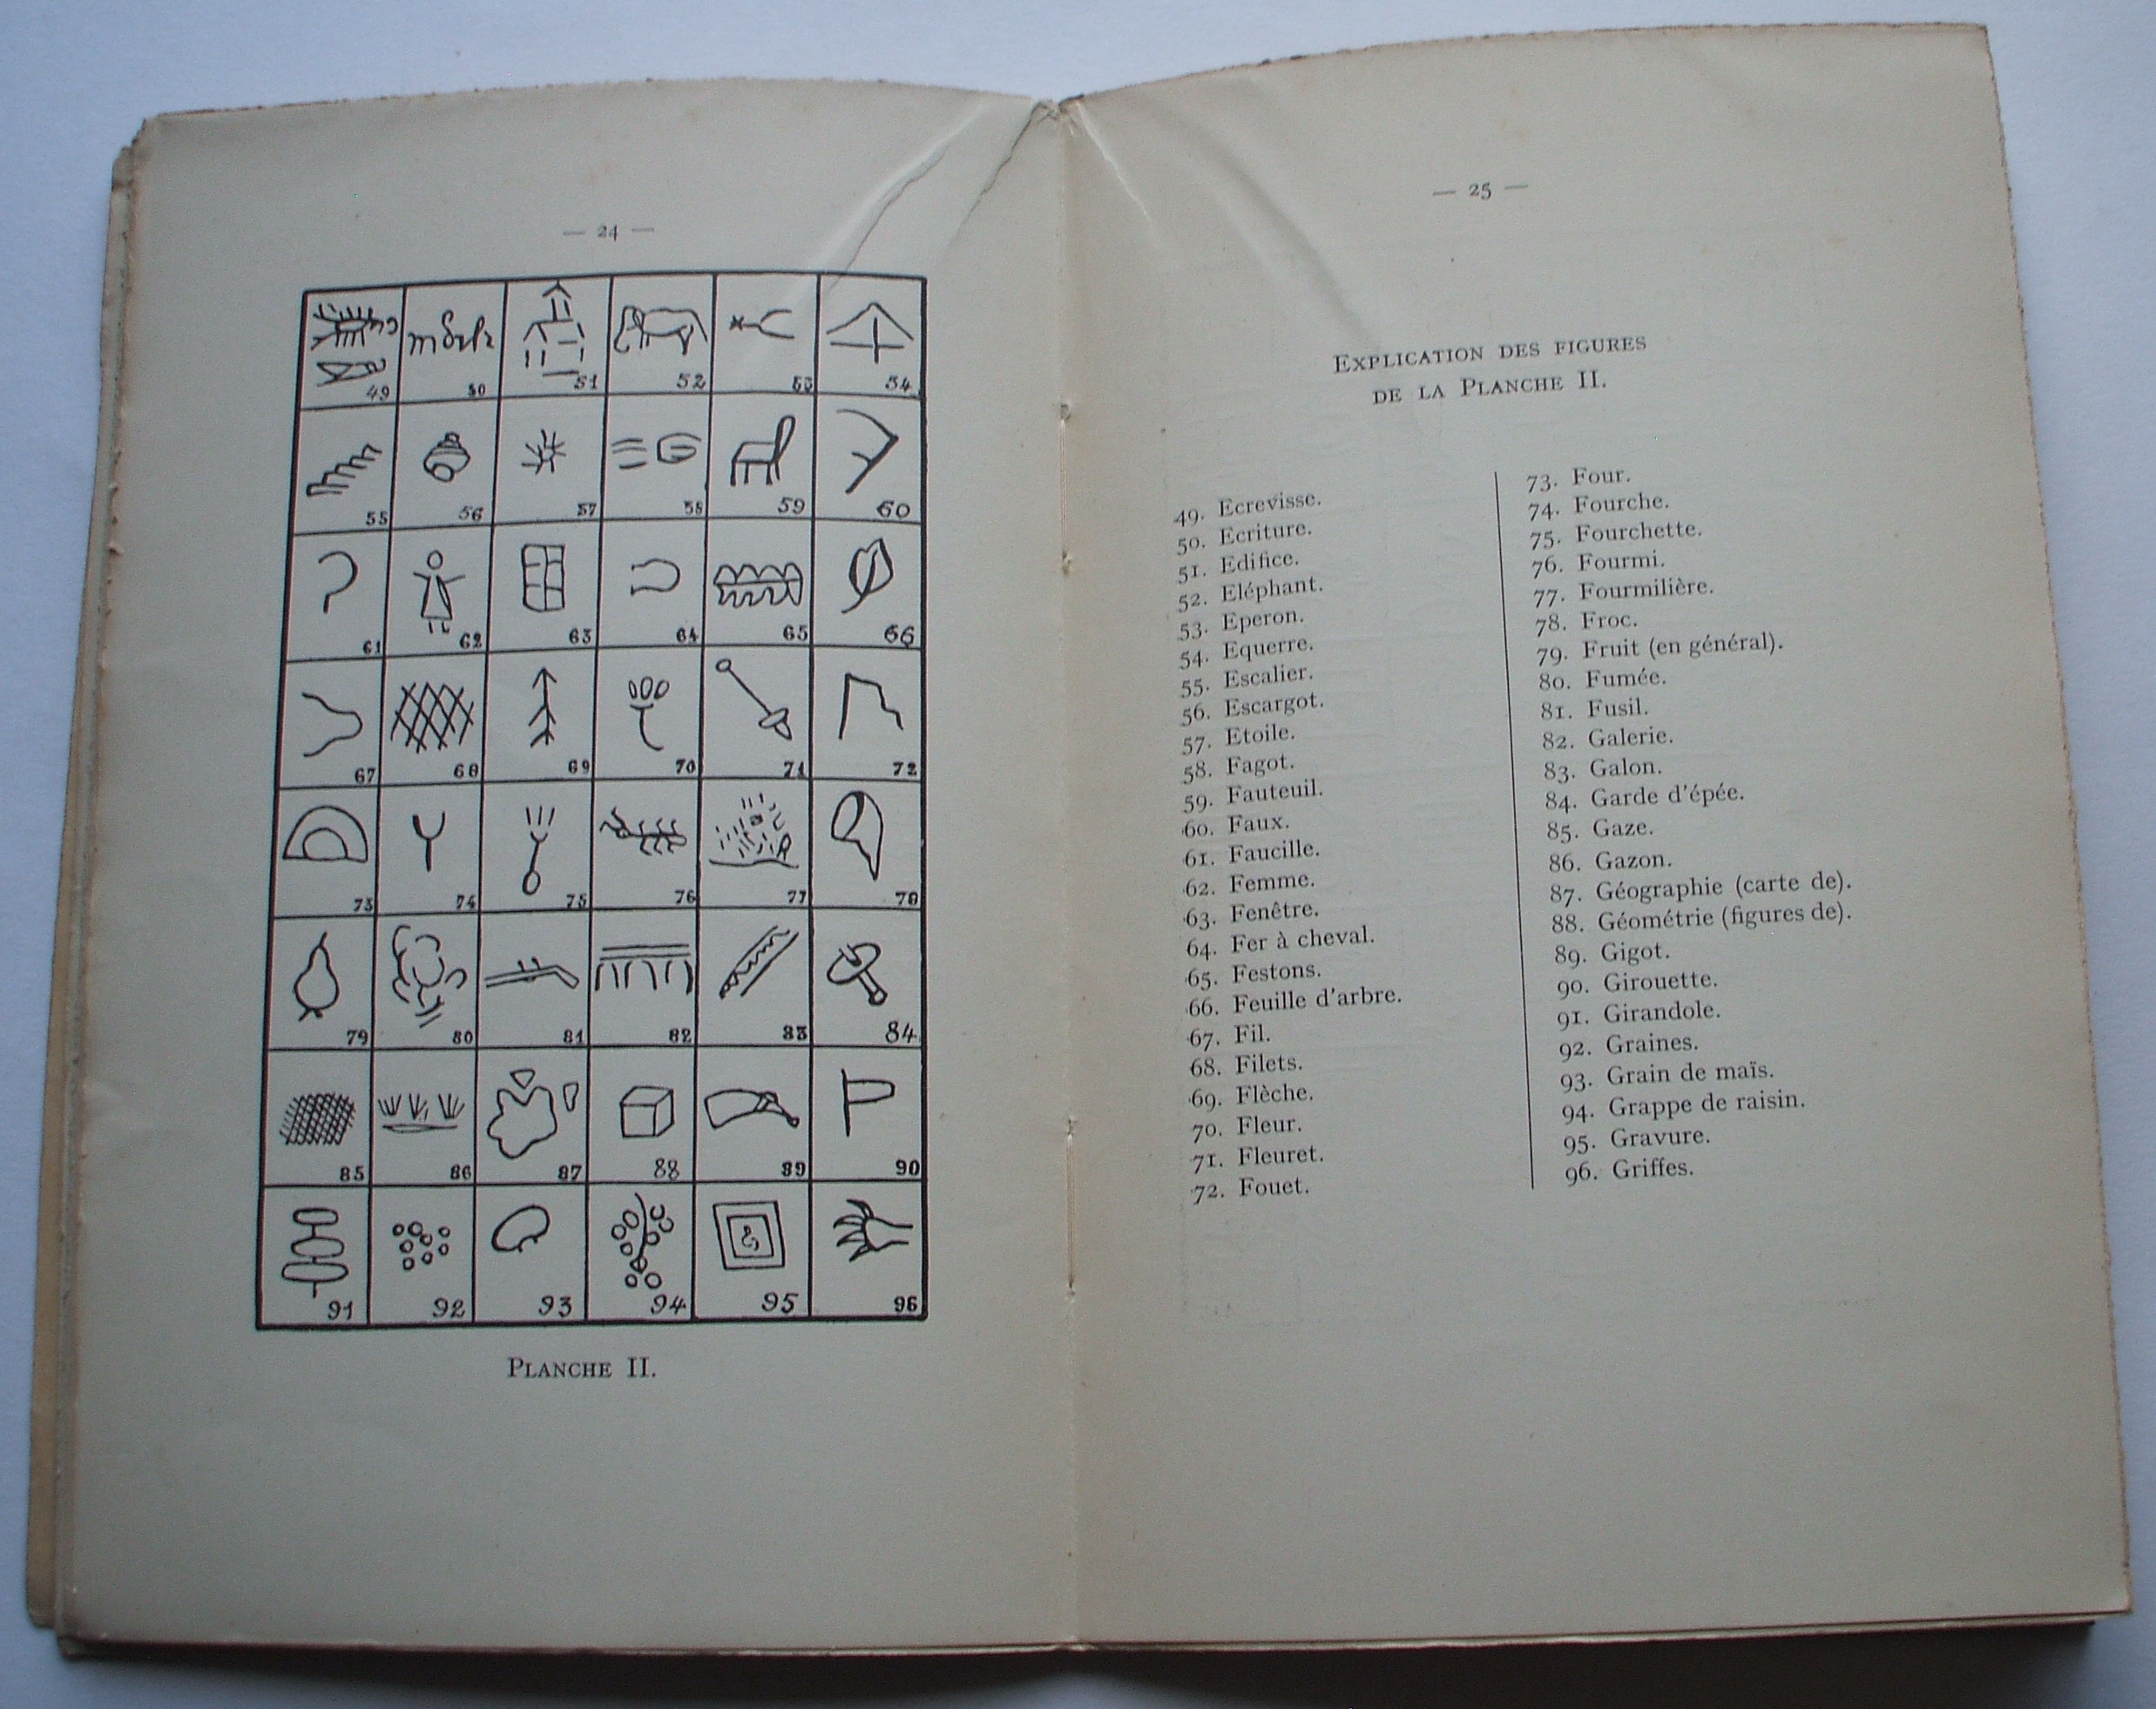 — 24 —
49 50 51 52 53 54
55 56 57 58 59 60
61 62 63 64 65 66
67 68 69 70 71 72
73 74 75 76 77 78
79 80 81 82 83 84
85 86 87 88 89 90
91 92 93 94 95 96
Planche II.
— 25 —
Explication des figures
de la Planche II.
49. Ecrevisse.
50. Ecriture.
51. Edifice.
52. Eléphant.
53. Eperon.
54. Equerre.
55. Escalier.
56. Escargot.
57. Etoile.
58. Fagot.
59. Fauteuil.
60. Faux.
61. Faucille.
62. Femme.
63. Fenêtre.
64. Fer à cheval.
65. Festons.
66. Feuille d'arbre.
67. Fil.
68. Filets.
69. Flèche.
70. Fleur.
71. Fleuret.
72. Fouet.
73. Four.
74. Fourche.
75. Fourchette.
76. Fourmi.
77. Fourmilière.
78. Froc.
79. Fruit (en général).
80. Fumée.
81. Fusil.
82. Galerie.
83. Galon.
84. Garde d'épée.
85. Gaze.
86. Gazon.
87. Géographie (carte de).
88. Géométrie (figures de).
89. Gigot.
90. Girouette.
91. Girandole.
92. Graines.
93. Grain de maïs.
94. Grappe de raisin.
95. Gravure.
96. Griffes.